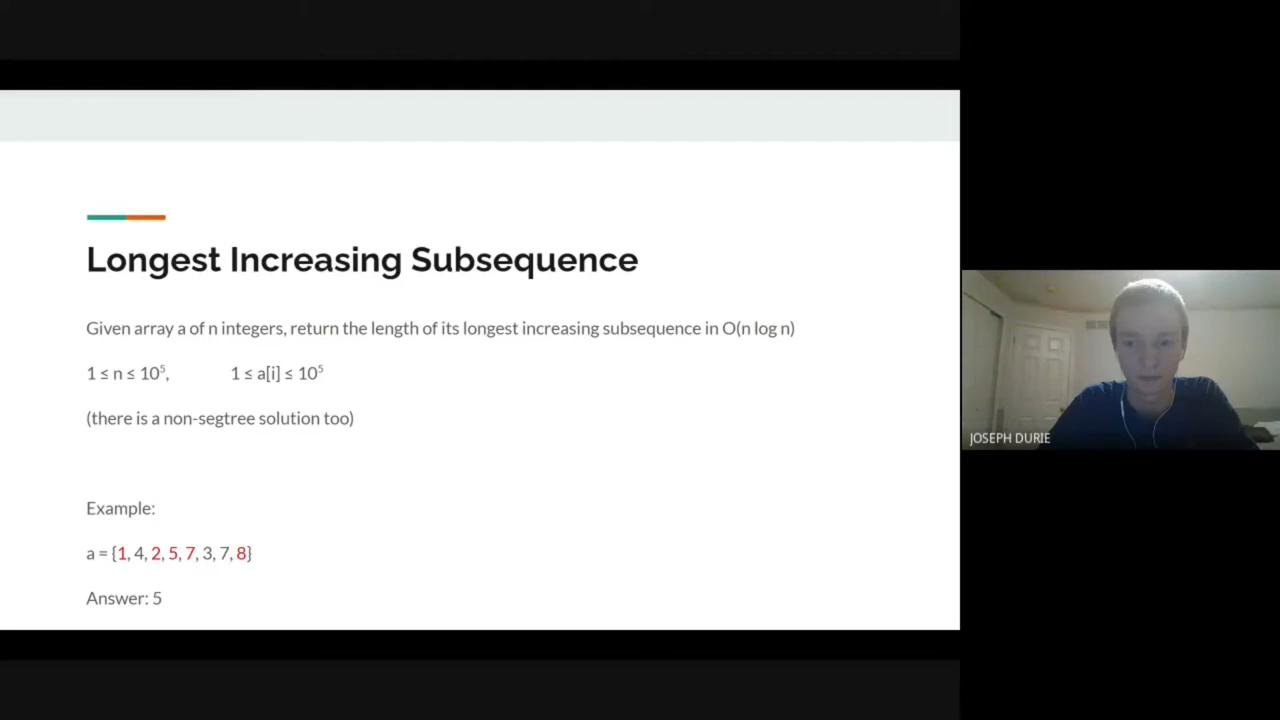 Longest Increasing Subsequence
Given array a of n integers, return the length of its longest increasing subsequence in O(n log n)
1 ≤ n ≤ 10⁵, 1 ≤ a[i] ≤ 10⁵
(there is a non-segtree solution too)
Example:
a = {1, 4, 2, 5, 7, 3, 7, 8}
Answer: 5
JOSEPH DURIE